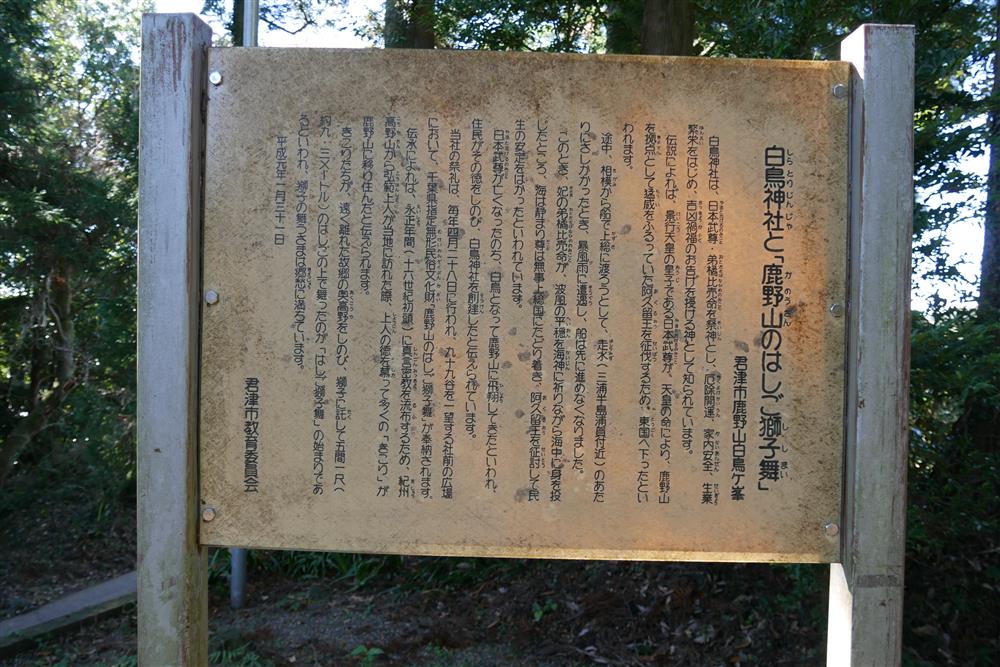 白鳥神社と「鹿野山のはしご獅子舞」
君津市鹿野山白鳥ケ峯
白鳥神社は、日本武尊・弟橘比売命を祭神とし、厄除開運、家内安全、生業
繁栄をはじめ、吉凶禍福のお告げを授ける神として知られています。
伝説によれば、景行天皇の皇子である日本武尊が、天皇の命により、鹿野山
を拠点として猛威をふるっていた阿久留王を征伐するため、東国へ下ったとい
われます。
途中、相模から船で上総に渡ろうとして、走水(三浦半島浦賀付近)のあた
りにさしかかったとき、暴風雨に遭遇し、船は先に進めなくなりました。
このとき、妃の弟橘比売命が、波風の平穏を海神に祈りながら海中に身を投
じたところ、海は静まり尊は無事上総国にたどり着き、阿久留王を征討して民
生の安定をはかったといわれています。
日本武尊が亡くなったのち、白鳥となって鹿野山に飛翔してきたといわれ、
住民がその徳をしのび、白鳥神社を創建したと伝えられています。
当社の祭礼は、毎年四月二十八日に行われ、九十九谷を一望する社前の広場
において、千葉県指定無形民俗文化財「鹿野山のはしご獅子舞」が奉納されます。
伝承によれば、永正年間(十六世紀初頭)に真言密教を流布するため、紀州
高野山から弘範上人が当地に訪れた際、上人の徳を慕って多くの「きこり」が
鹿野山に移り住んだと伝えられます。
きこりたちが、遠く離れた故郷の奥高野をしのび、獅子に託して五間一尺(
約九・三メートル)のはしごの上で舞ったのが「はしご獅子舞」の始まりであ
るといわれ、獅子の舞うさまは郷愁に満ちています。
平成元年一月三十一日
君津市教育委員会